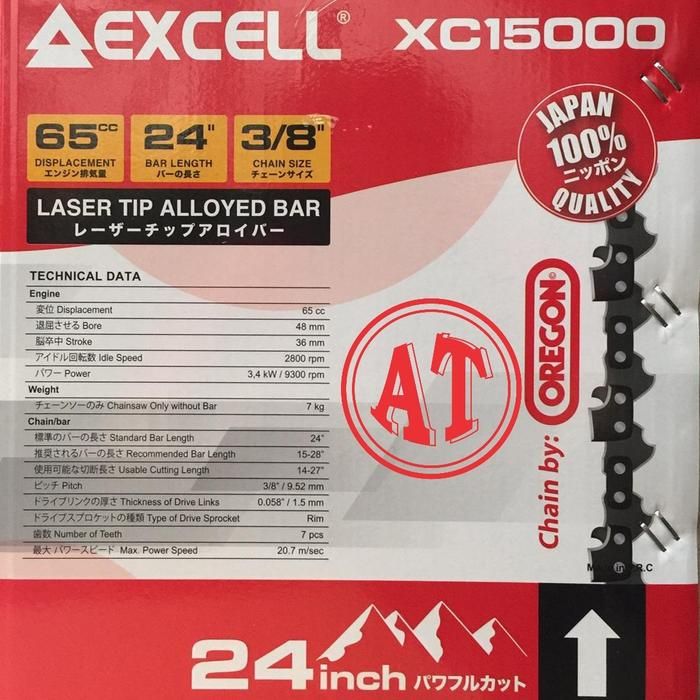 EXCELL® XC15000
65cc 24" 3/8"
DISPLACEMENT BAR LENGTH CHAIN SIZE
エンジン排気量 バーの長さ チェーンサイズ
LASER TIP ALLOYED BAR
レーザーチップアロイバー
JAPAN
100%
ニッポン
QUALITY
TECHNICAL DATA
Engine
変位 Displacement 65 cc
退屈させる Bore 48 mm
脳卒中 Stroke 36 mm
アイドル回転数 Idle Speed 2800 rpm
パワー Power 3,4 kW / 9300 rpm
Weight
チェーンソーのみ Chainsaw Only without Bar 7 kg
Chain/bar
標準のバーの長さ Standard Bar Length 24"
推奨されるバーの長さ Recommended Bar Length 15-28"
使用可能な切断長さ Usable Cutting Length 14-27"
ピッチ Pitch 3/8" / 9.52 mm
ドライブリンクの厚さ Thickness of Drive Links 0.058" / 1.5 mm
ドライブスプロケットの種類 Type of Drive Sprocket Rim
歯数 Number of Teeth 7 pcs
最大 パワースピード Max. Power Speed 20.7 m/sec
AT
Chain by: OREGON®
24inch パワフルカット